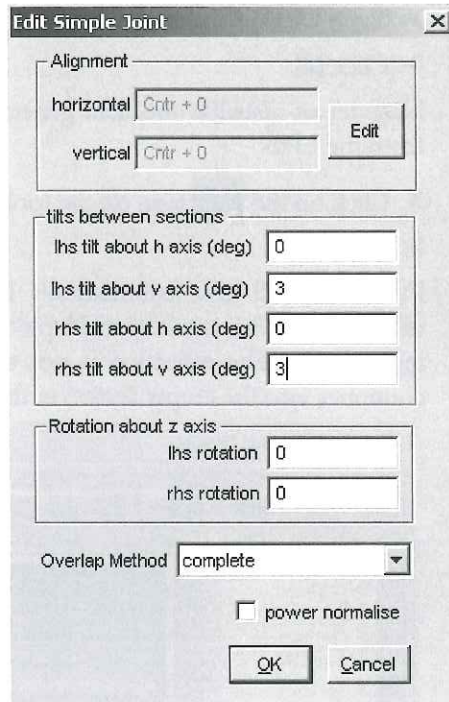 Edit Simple Joint
Alignment
horizontal Cntr + 0
Edit
vertical Cntr + 0
tilts between sections
lhs tilt about h axis (deg) 0
lhs tilt about v axis (deg) 3
rhs tilt about h axis (deg) 0
rhs tilt about v axis (deg) 3
Rotation about z axis
lhs rotation 0
rhs rotation 0
Overlap Method complete
power normalise
OK Cancel